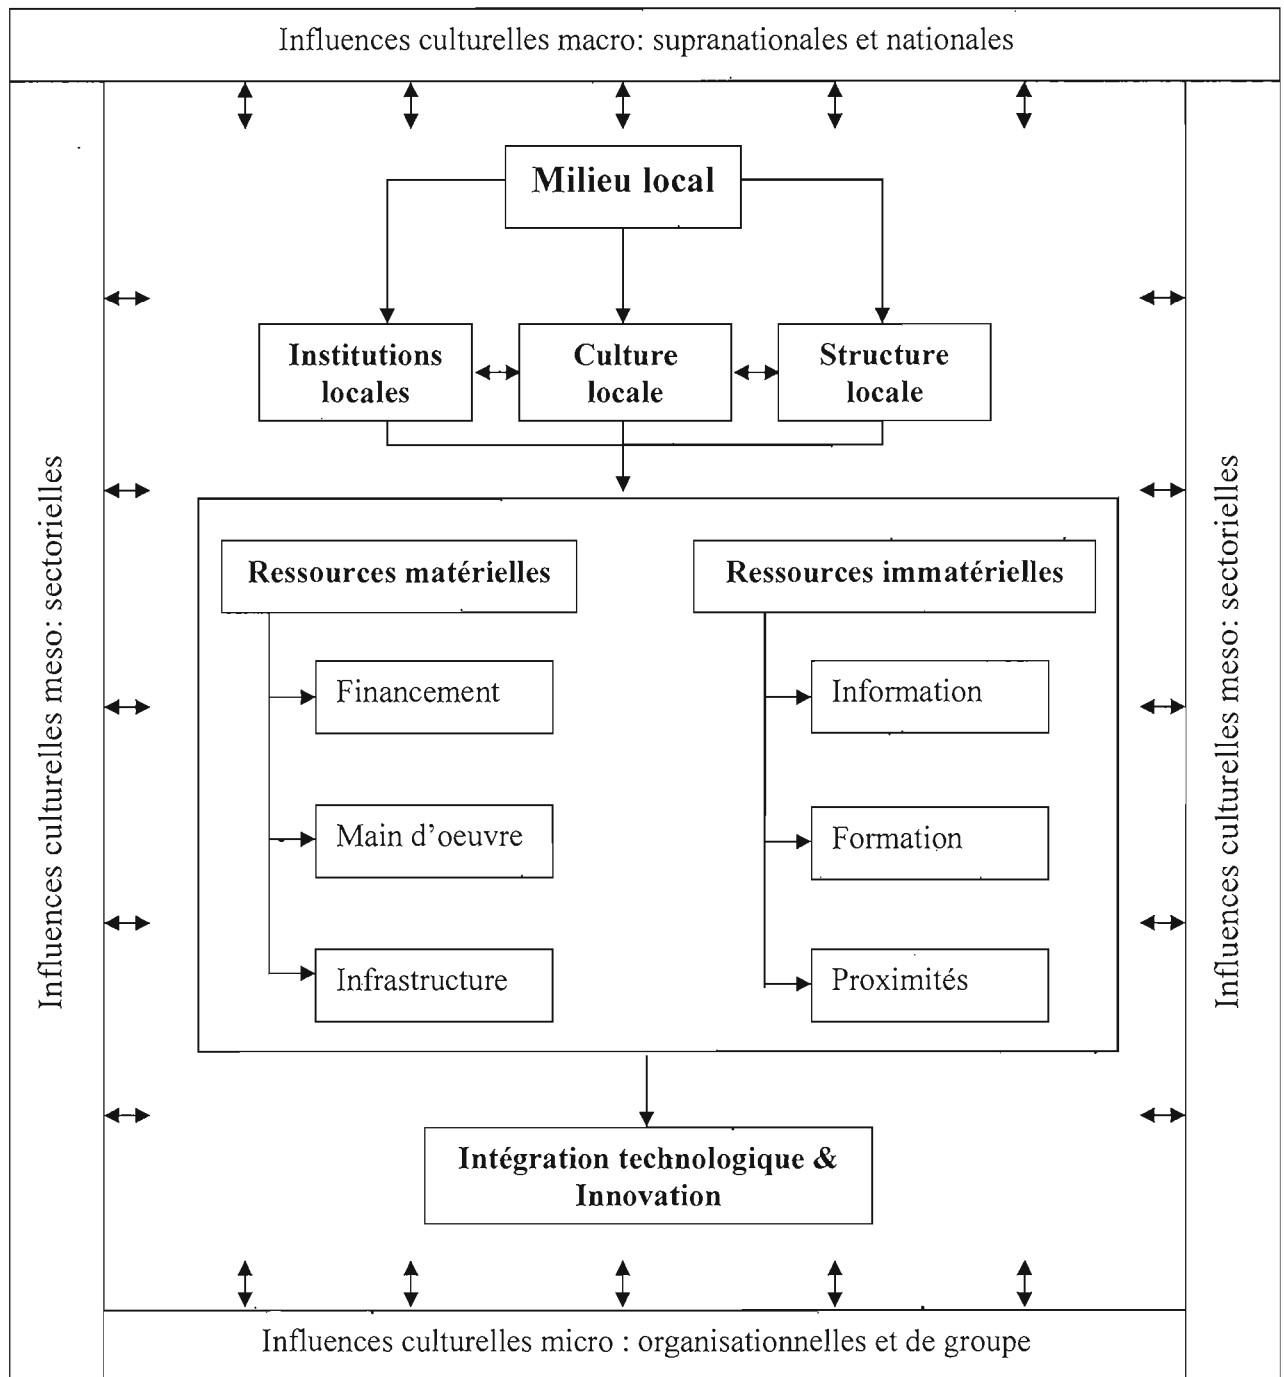 Influences culturelles macro: supranationales et nationales
Milieu local
Institutions
locales
Culture
locale
Structure
locale
Influences culturelles meso: sectorielles
Influences culturelles meso: sectorielles
Ressources matérielles
Ressources immatérielles
Financement
Information
Main d'oeuvre
Formation
Infrastructure
Proximités
Intégration technologique &
Innovation
Influences culturelles micro : organisationnelles et de groupe